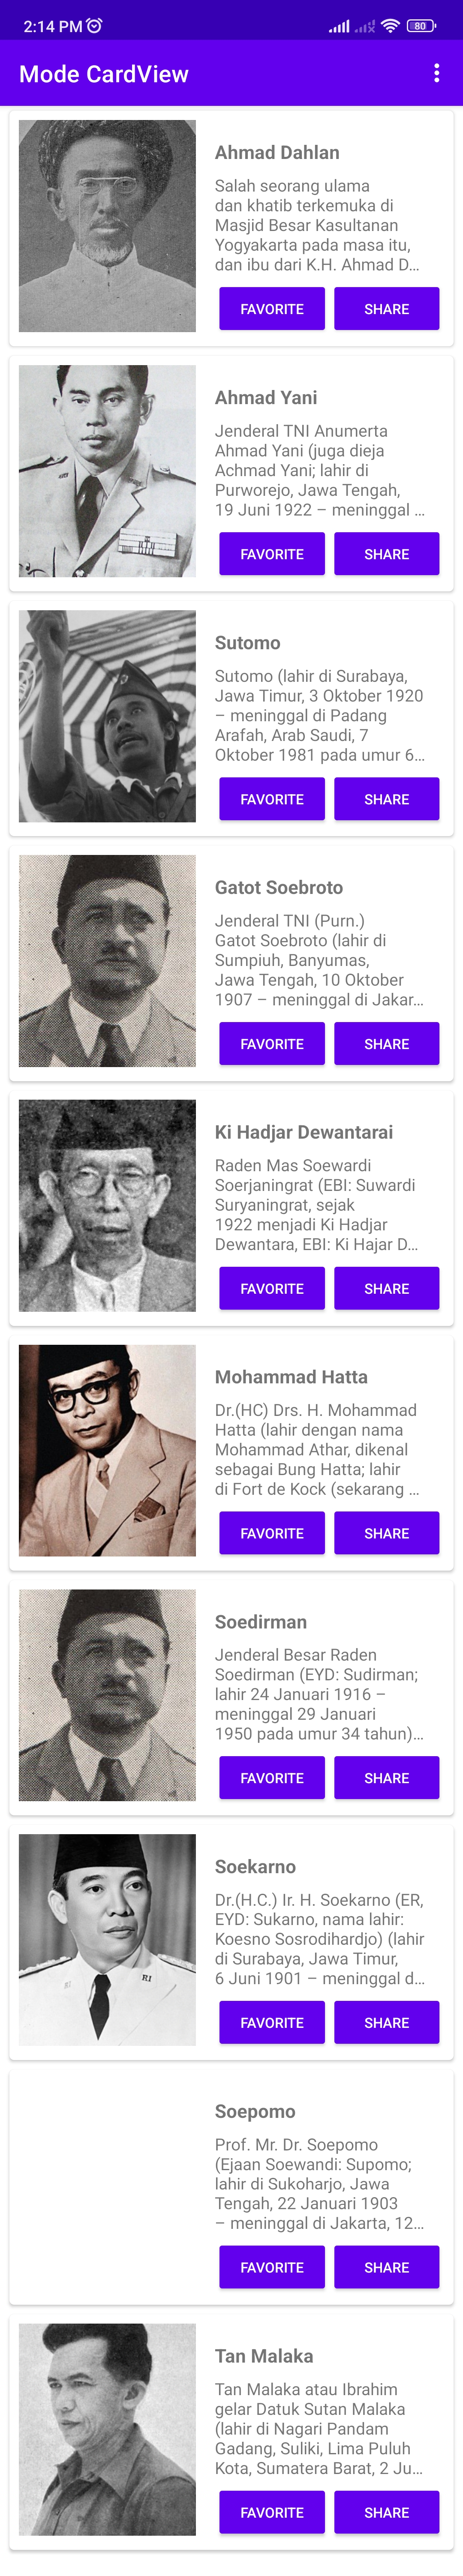 2:14 PM
80
Mode CardView
Ahmad Dahlan
Salah seorang ulama
dan khatib terkemuka di
Masjid Besar Kasultanan
Yogyakarta pada masa itu,
dan ibu dari K.H. Ahmad D...
FAVORITE SHARE
Ahmad Yani
Jenderal TNI Anumerta
Ahmad Yani (juga dieja
Achmad Yani; lahir di
Purworejo, Jawa Tengah,
19 Juni 1922 – meninggal ...
FAVORITE SHARE
Sutomo
Sutomo (lahir di Surabaya,
Jawa Timur, 3 Oktober 1920
– meninggal di Padang
Arafah, Arab Saudi, 7
Oktober 1981 pada umur 6...
FAVORITE SHARE
Gatot Soebroto
Jenderal TNI (Purn.)
Gatot Soebroto (lahir di
Sumpiuh, Banyumas,
Jawa Tengah, 10 Oktober
1907 – meninggal di Jakar...
FAVORITE SHARE
Ki Hadjar Dewantarai
Raden Mas Soewardi
Soerjaningrat (EBI: Suwardi
Suryaningrat, sejak
1922 menjadi Ki Hadjar
Dewantara, EBI: Ki Hajar D...
FAVORITE SHARE
Mohammad Hatta
Dr.(HC) Drs. H. Mohammad
Hatta (lahir dengan nama
Mohammad Athar, dikenal
sebagai Bung Hatta; lahir
di Fort de Kock (sekarang ...
FAVORITE SHARE
Soedirman
Jenderal Besar Raden
Soedirman (EYD: Sudirman;
lahir 24 Januari 1916 –
meninggal 29 Januari
1950 pada umur 34 tahun)...
FAVORITE SHARE
Soekarno
Dr.(H.C.) Ir. H. Soekarno (ER,
EYD: Sukarno, nama lahir:
Koesno Sosrodihardjo) (lahir
di Surabaya, Jawa Timur,
6 Juni 1901 – meninggal d...
RI
FAVORITE SHARE
Soepomo
Prof. Mr. Dr. Soepomo
(Ejaan Soewandi: Supomo;
lahir di Sukoharjo, Jawa
Tengah, 22 Januari 1903
– meninggal di Jakarta, 12...
FAVORITE SHARE
Tan Malaka
Tan Malaka atau Ibrahim
gelar Datuk Sutan Malaka
(lahir di Nagari Pandam
Gadang, Suliki, Lima Puluh
Kota, Sumatera Barat, 2 Ju...
FAVORITE SHARE